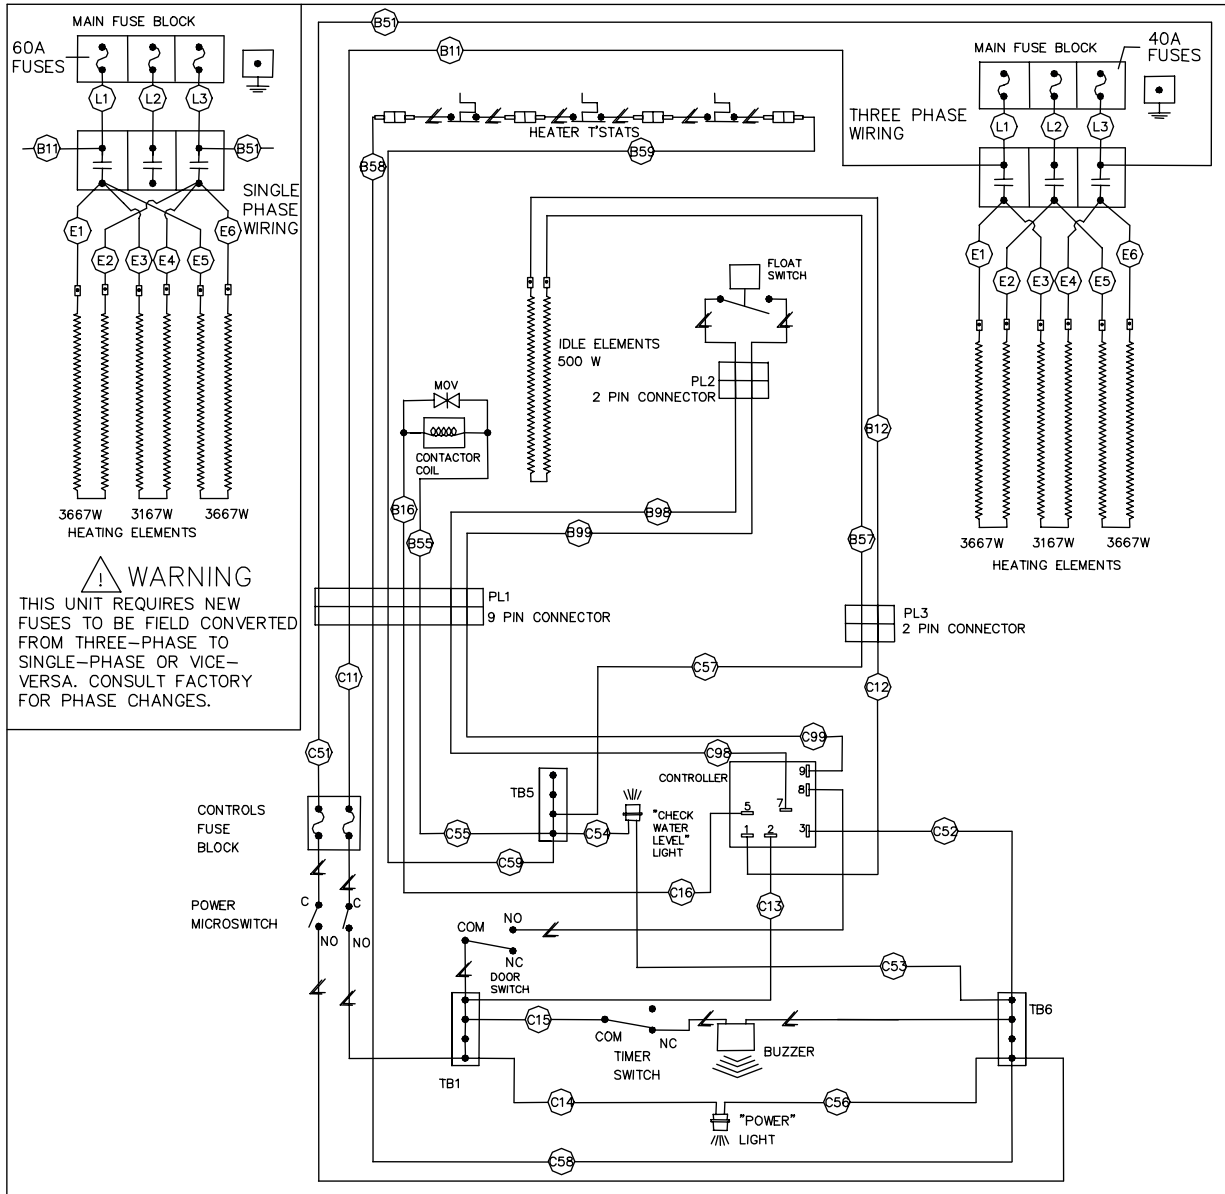 MAIN FUSE BLOCK
60A
FUSES
L1
L2
L3
B11
B51
SINGLE
PHASE
WIRING
E1
E2
E3
E4
E5
E6
3667W
3167W
3667W
HEATING ELEMENTS
! WARNING
THIS UNIT REQUIRES NEW
FUSES TO BE FIELD CONVERTED
FROM THREE-PHASE TO
SINGLE-PHASE OR VICE-
VERSA. CONSULT FACTORY
FOR PHASE CHANGES.
B51
B11
HEATER T'STATS
B59
B58
MAIN FUSE BLOCK
40A
FUSES
THREE PHASE
WIRING
L1
L2
L3
E1
E2
E3
E4
E5
E6
3667W
3167W
3667W
HEATING ELEMENTS
FLOAT
SWITCH
IDLE ELEMENTS
500 W
PL2
2 PIN CONNECTOR
MOV
CONTACTOR
COIL
B12
B16
B98
B99
B55
B57
PL1
9 PIN CONNECTOR
PL3
2 PIN CONNECTOR
C57
C11
C12
C51
C99
C98
CONTROLLER
9
8
7
5
3
1
2
TB5
"CHECK
WATER
LEVEL"
LIGHT
CONTROLS
FUSE
BLOCK
C55
C54
C52
C59
C16
C13
POWER
MICROSWITCH
C
C
NO
NO
COM
NO
NC
DOOR
SWITCH
C53
TB1
TB6
C15
COM
NC
TIMER
SWITCH
BUZZER
C14
C56
"POWER"
LIGHT
C58